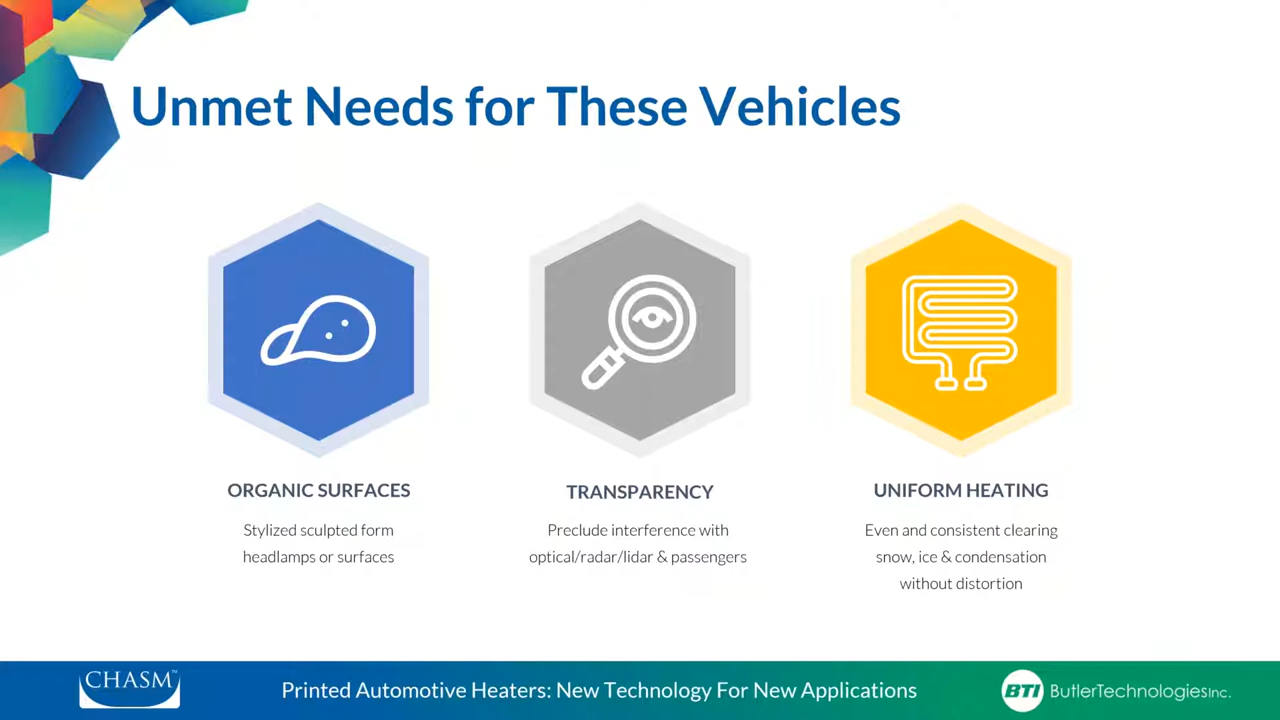 Unmet Needs for These Vehicles
ORGANIC SURFACES
Stylized sculpted form
headlamps or surfaces
TRANSPARENCY
Preclude interference with
optical/radar/lidar & passengers
UNIFORM HEATING
Even and consistent clearing
snow, ice & condensation
without distortion
CHASM™
Printed Automotive Heaters: New Technology For New Applications
BTI ButlerTechnologiesInc.